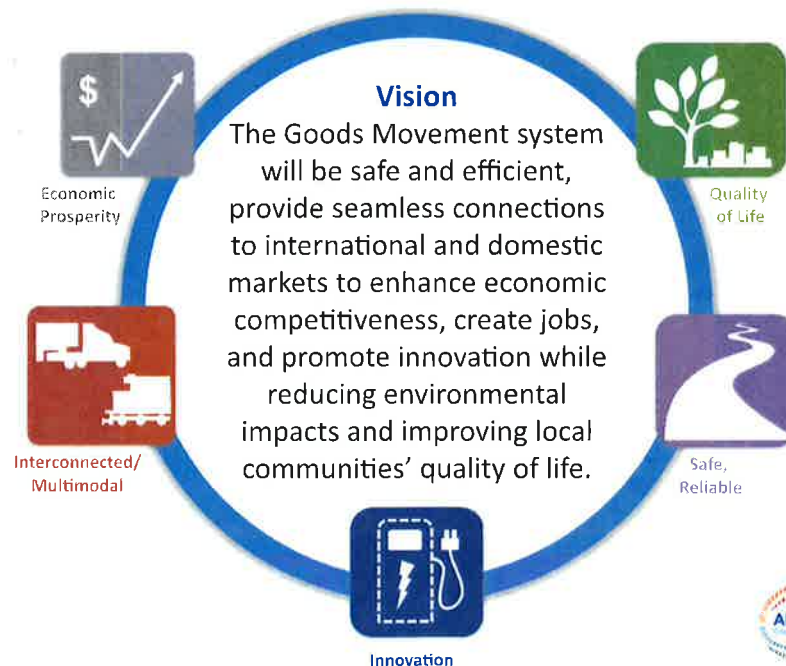 $
Vision
The Goods Movement system
will be safe and efficient,
provide seamless connections
to international and domestic
markets to enhance economic
competitiveness, create jobs,
and promote innovation while
reducing environmental
impacts and improving local
communities' quality of life.
Economic
Prosperity
Quality
of Life
Interconnected/
Multimodal
Safe,
Reliable
Innovation